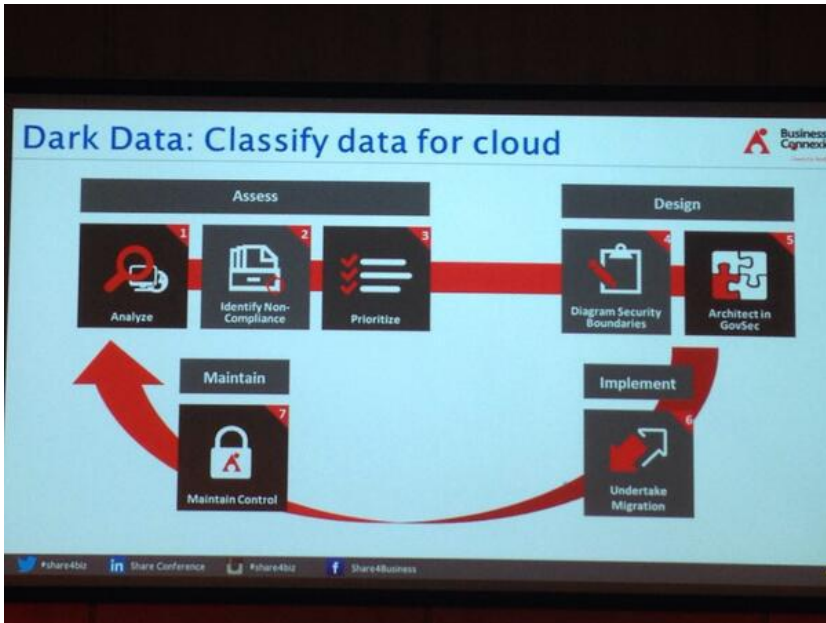 Dark Data: Classify data for cloud
Business
Connexi
Assess
Design
1
2
3
4
5
Analyze
Identify Non-
Compliance
Prioritize
Diagram Security
Boundaries
Architect in
GovSec
Maintain
Implement
7
6
Maintain Control
Undertake
Migration
#share4biz
in
Share Conference
#share4biz
f
Share4Business